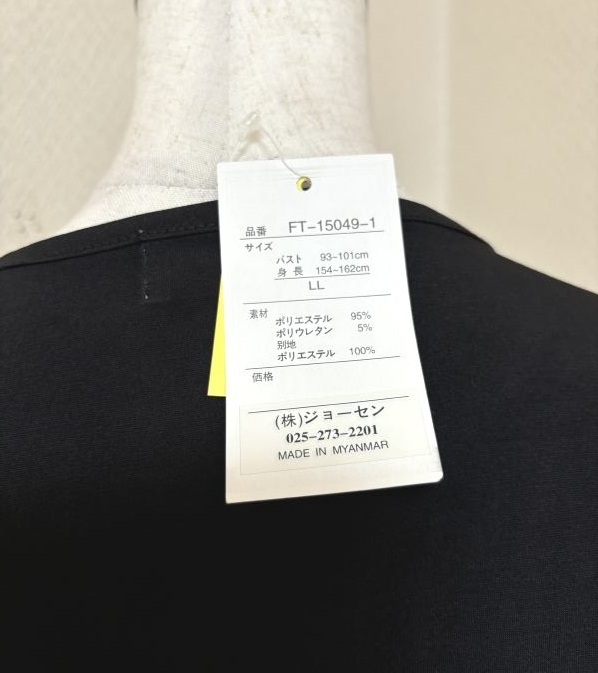 品番 FT-15049-1
サイズ
バスト 93~101cm
身長 154~162cm
LL
素材
ポリエステル 95%
ポリウレタン 5%
別地
ポリエステル 100%
価格
(株)ジョーセン
025-273-2201
MADE IN MYANMAR